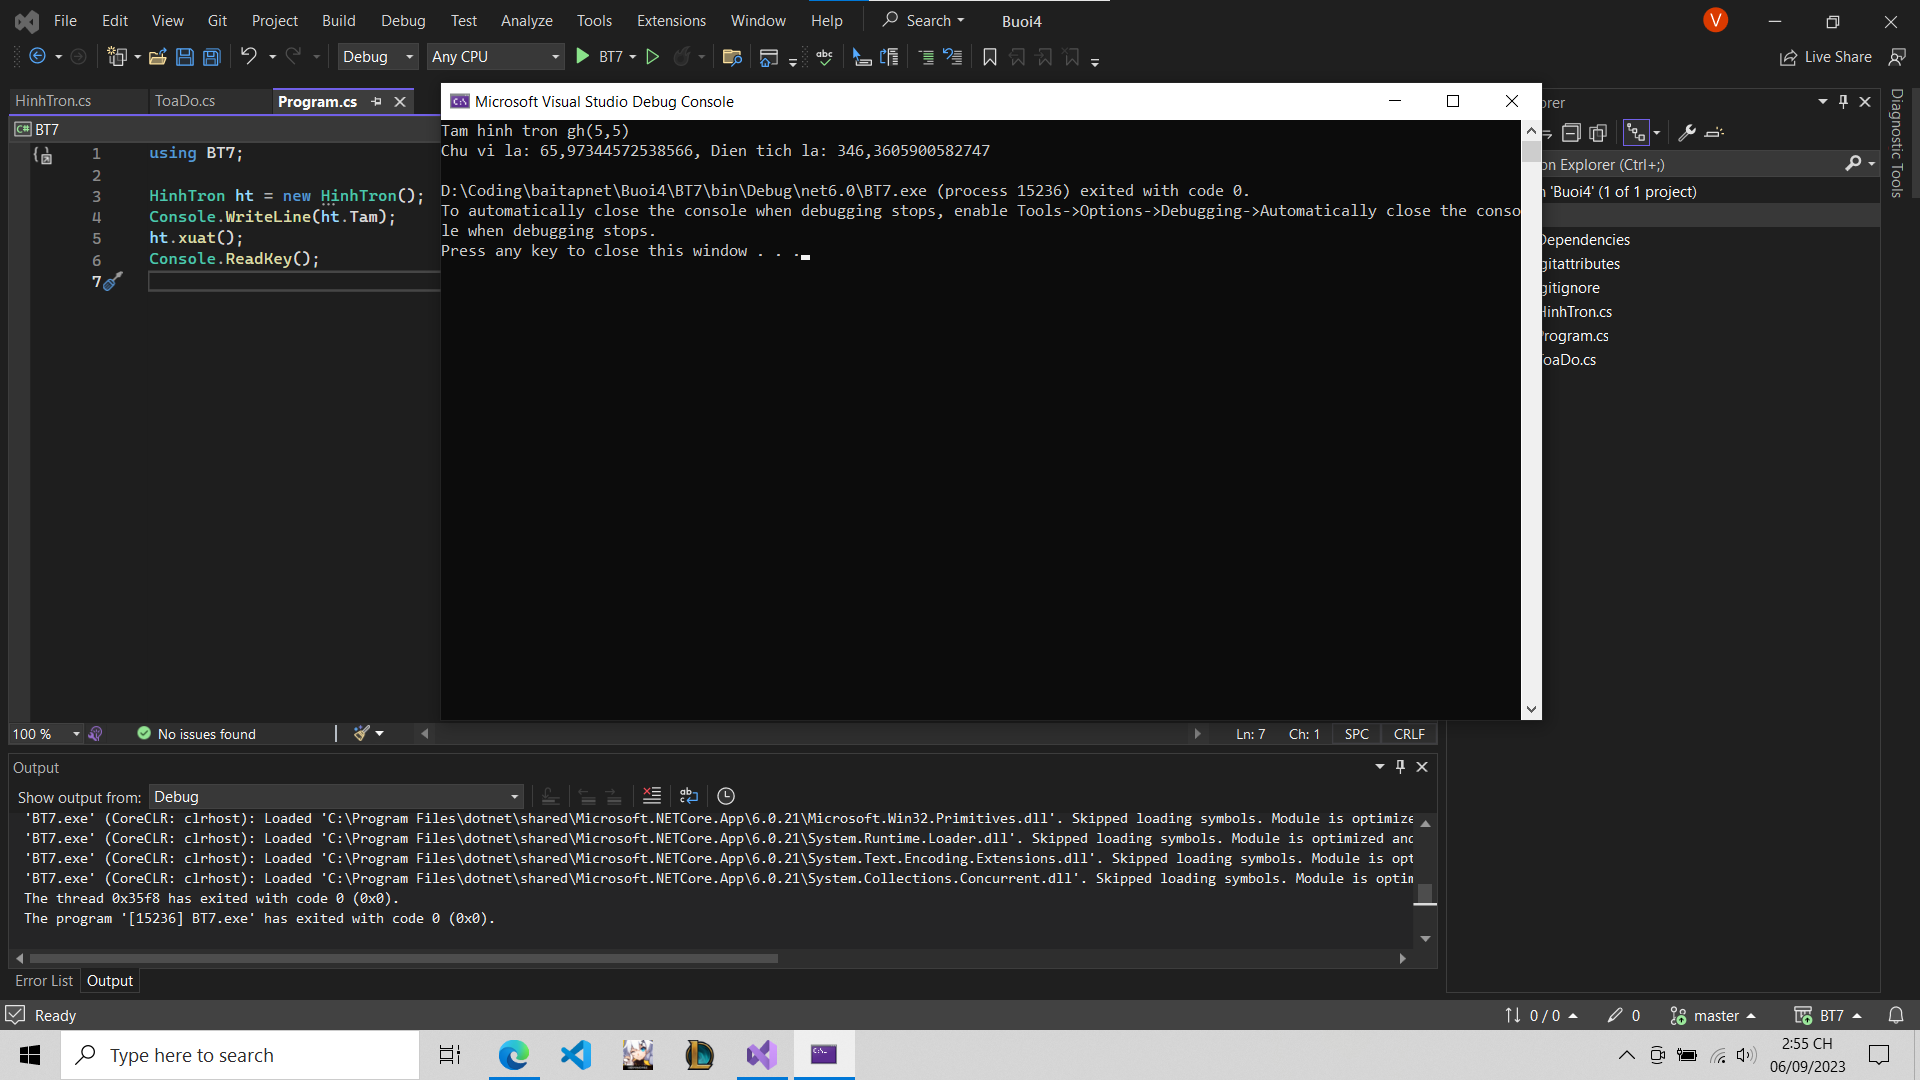 File Edit View Git Project Build Debug Test Analyze Tools Extensions Window Help Search Buoi4 V
Debug Any CPU BT7 abc Live Share
HinhTron.cs ToaDo.cs Program.cs
C# BT7
1 using BT7;
2
3 HinhTron ht = new HinhTron();
4 Console.WriteLine(ht.Tam);
5 ht.xuat();
6 Console.ReadKey();
7
Microsoft Visual Studio Debug Console
Tam hinh tron gh(5,5)
Chu vi la: 65,97344572538566, Dien tich la: 346,3605900582747
D:\Coding\baitapnet\Buoi4\BT7\bin\Debug\net6.0\BT7.exe (process 15236) exited with code 0.
To automatically close the console when debugging stops, enable Tools->Options->Debugging->Automatically close the conso
le when debugging stops.
Press any key to close this window . . .
orer
on Explorer (Ctrl+;)
n 'Buoi4' (1 of 1 project)
Dependencies
gitattributes
gitignore
HinhTron.cs
Program.cs
ToaDo.cs
Diagnostic Tools
100 % No issues found Ln: 7 Ch: 1 SPC CRLF
Output
Show output from: Debug
'BT7.exe' (CoreCLR: clrhost): Loaded 'C:\Program Files\dotnet\shared\Microsoft.NETCore.App\6.0.21\Microsoft.Win32.Primitives.dll'. Skipped loading symbols. Module is optimize
'BT7.exe' (CoreCLR: clrhost): Loaded 'C:\Program Files\dotnet\shared\Microsoft.NETCore.App\6.0.21\System.Runtime.Loader.dll'. Skipped loading symbols. Module is optimized and
'BT7.exe' (CoreCLR: clrhost): Loaded 'C:\Program Files\dotnet\shared\Microsoft.NETCore.App\6.0.21\System.Text.Encoding.Extensions.dll'. Skipped loading symbols. Module is opt
'BT7.exe' (CoreCLR: clrhost): Loaded 'C:\Program Files\dotnet\shared\Microsoft.NETCore.App\6.0.21\System.Collections.Concurrent.dll'. Skipped loading symbols. Module is optim
The thread 0x35f8 has exited with code 0 (0x0).
The program '[15236] BT7.exe' has exited with code 0 (0x0).
Error List Output
Ready 0 / 0 0 master BT7
Type here to search
2:55 CH
06/09/2023